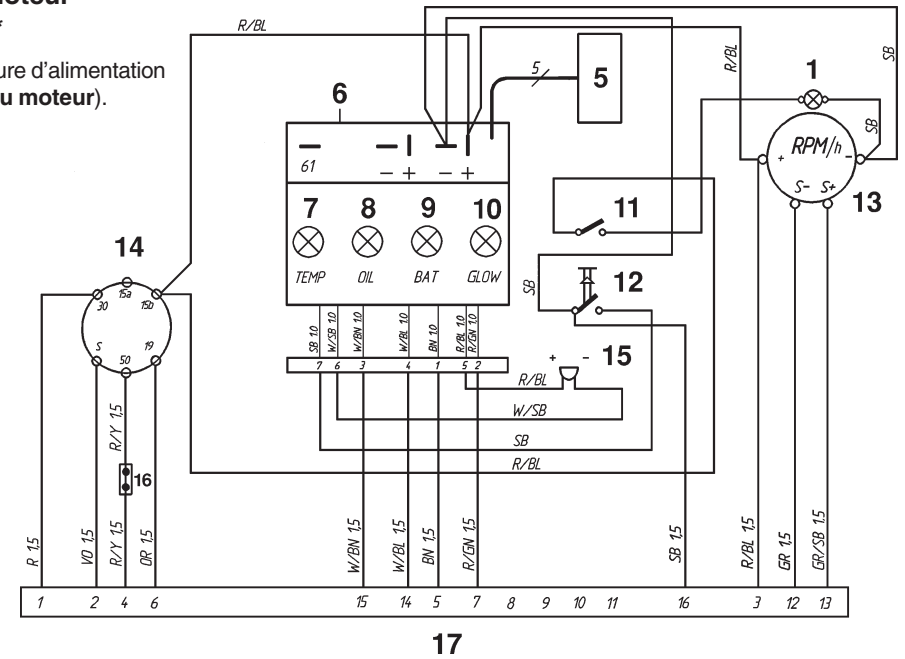 oteur
*
ure d'alimentation
u moteur).
R/BL
5
5
6
1
R/BL
SB
SB
RPM/h
+
-
S- S+
13
61
- + - +
7 8 9 10
TEMP OIL BAT GLOW
11
12
SB
14
30 15a 15b
S 50 19
SB 1.0
W/SB 1.0
W/BN 1.0
W/BL 1.0
BN 1.0
R/BL 1.0
R/GN 1.0
7 6 3 4 1 5 2
+ - 15
R/BL
W/SB
SB
R/BL
R/Y 1,5
16
R 1,5
VO 1,5
R/Y 1,5
OR 1,5
W/BN 1,5
W/BL 1,5
BN 1,5
R/GN 1,5
SB 1,5
R/BL 1,5
GR 1,5
GR/SB 1,5
1 2 4 6 15 14 5 7 8 9 10 11 16 3 12 13
17